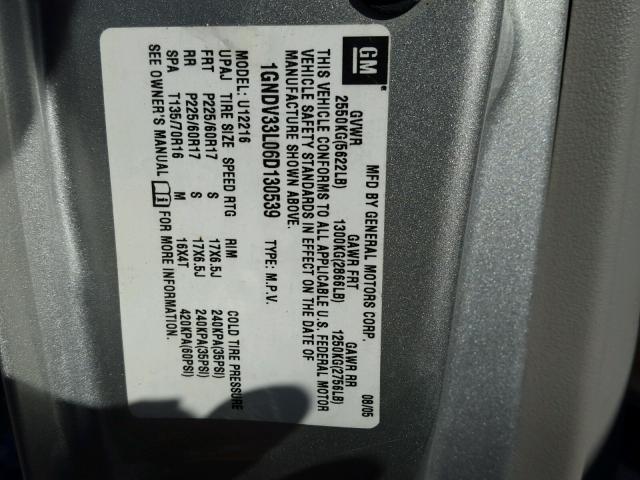 GM
MFD BY GENERAL MOTORS CORP. 08/05
GVWR GAWR FRT GAWR RR
2550KG(5622LB) 1300KG(2866LB) 1250KG(2756LB)
THIS VEHICLE CONFORMS TO ALL APPLICABLE U.S. FEDERAL MOTOR
VEHICLE SAFETY STANDARDS IN EFFECT ON THE DATE OF
MANUFACTURE SHOWN ABOVE.
1GNDV33L06D130539 TYPE: M.P.V.
MODEL: U12216
UPAJ TIRE SIZE SPEED RTG RIM COLD TIRE PRESSURE
FRT P225/60R17 S 17X6.5J 240KPA(35PSI)
RR P225/60R17 S 17X6.5J 240KPA(35PSI)
SPA T135/70R16 M 16X4T 420KPA(60PSI)
SEE OWNER'S MANUAL FOR MORE INFORMATION.